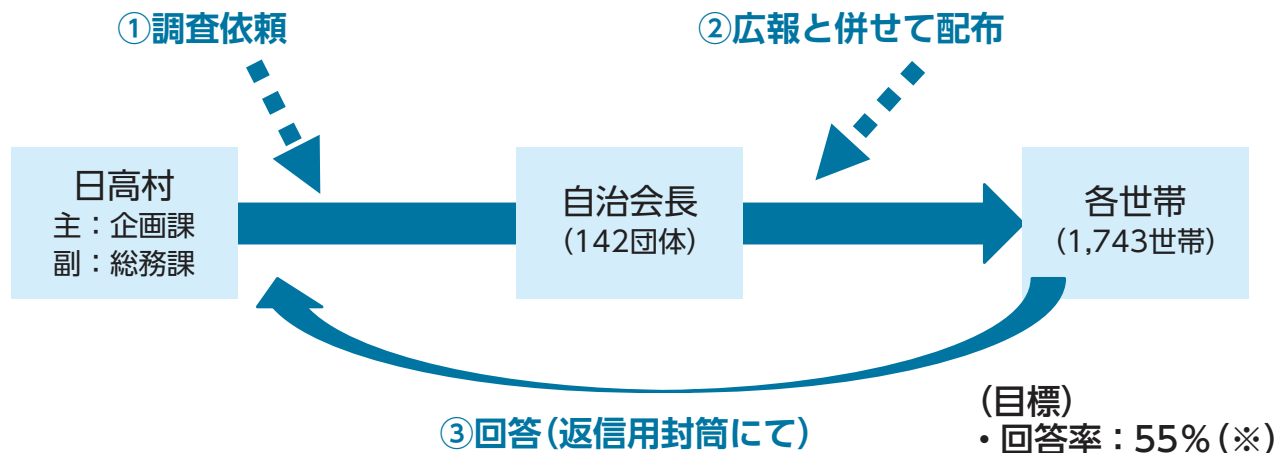 ①調査依頼
②広報と併せて配布
日高村
主：企画課
副：総務課
自治会長
(142団体)
各世帯
(1,743世帯)
③回答(返信用封筒にて)
(目標)
・回答率：55％(※)